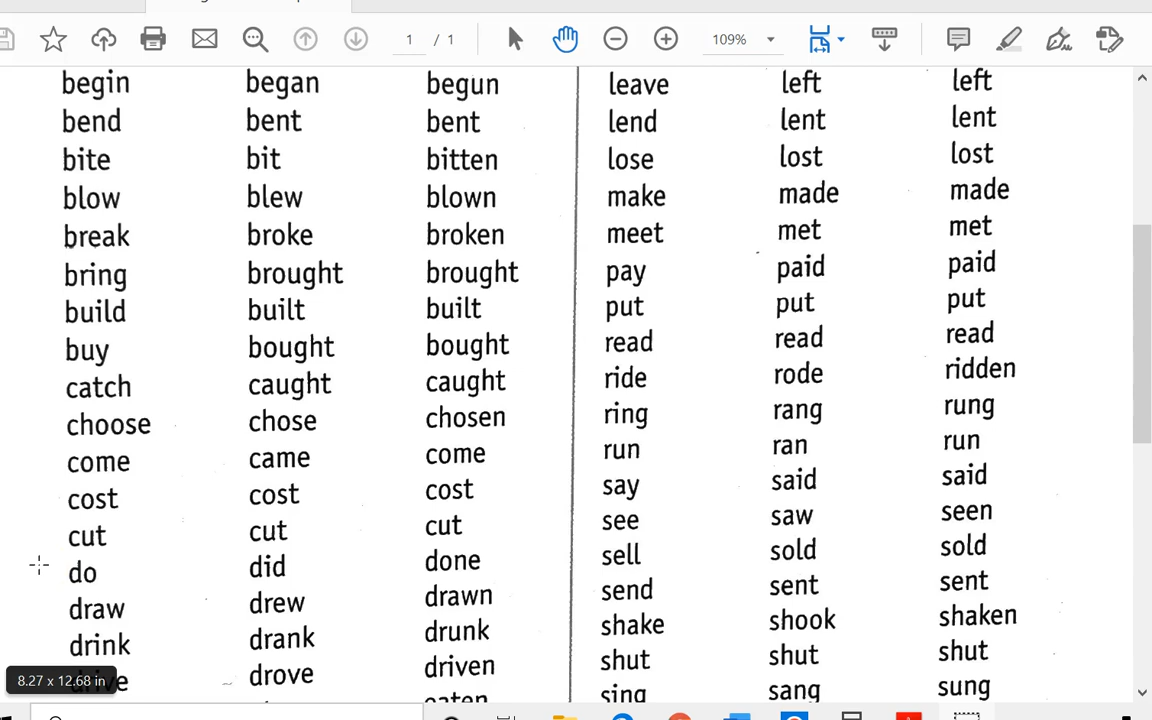 1 / 1 109%
begin began begun leave left left
bend bent bent lend lent lent
bite bit bitten lose lost lost
blow blew blown make made made
break broke broken meet met met
bring brought brought pay paid paid
build built built put put put
buy bought bought read read read
catch caught caught ride rode ridden
choose chose chosen ring rang rung
come came come run ran run
cost cost cost say said said
cut cut cut see saw seen
do did done sell sold sold
draw drew drawn send sent sent
drink drank drunk shake shook shaken
drive drove driven shut shut shut
eaten sing sang sung
8.27 x 12.68 in